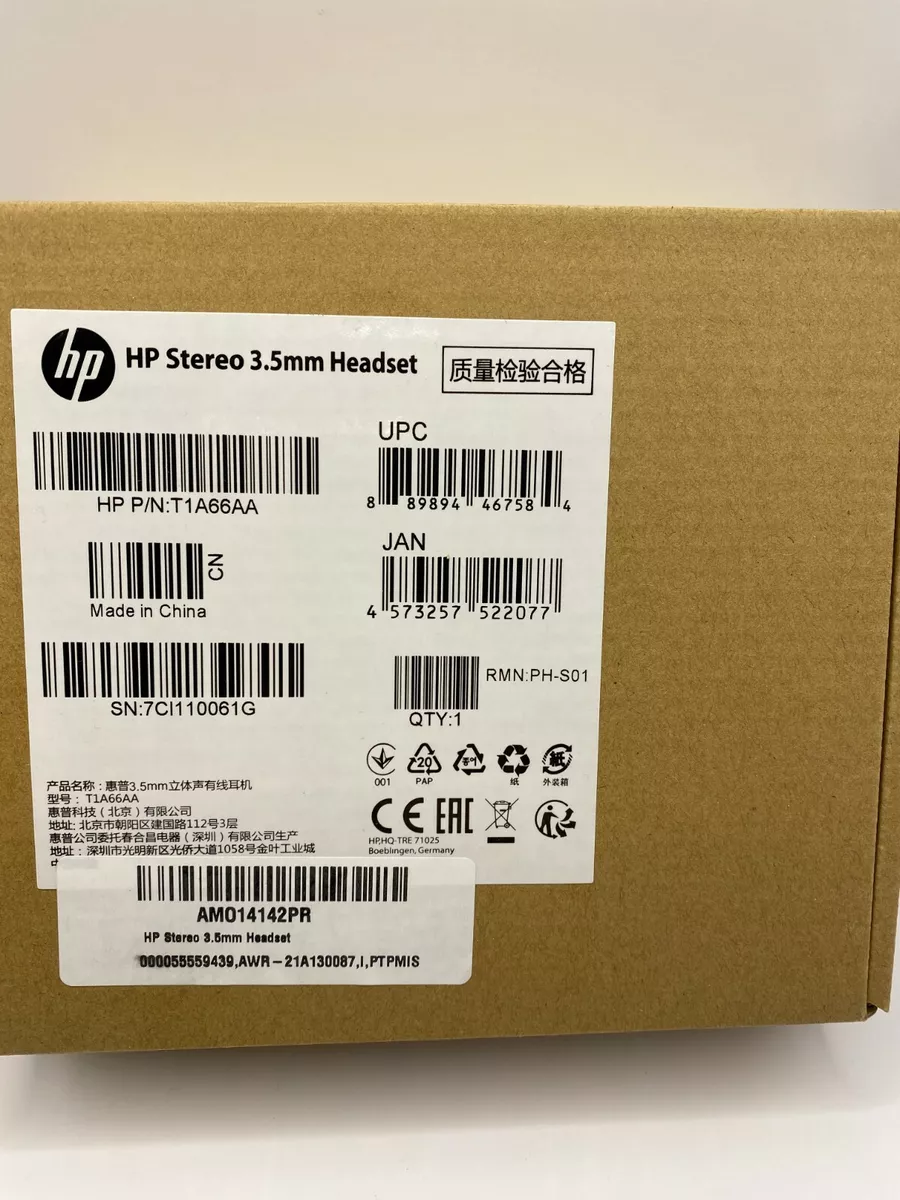 hp
HP Stereo 3.5mm Headset
质量检验合格
HP P/N:T1A66AA
UPC
8 89894 46758 4
CN
Made in China
JAN
4 573257 522077
SN:7CI110061G
RMN:PH-S01
QTY:1
001
20
PAP
종이
纸
紙
外装箱
产品名称：惠普3.5mm立体声有线耳机
型号： T1A66AA
惠普科技（北京）有限公司
地址: 北京市朝阳区建国路112号3层
惠普公司委托春合昌电器（深圳）有限公司生产
地址： 深圳市光明新区光侨大道1058号金叶工业城
CE EAC
HP,HQ-TRE 71025
Boeblingen, Germany
AMO14142PR
HP Stereo 3.5mm Headset
000055559439,AWR-21A130087,I,PTPMIS